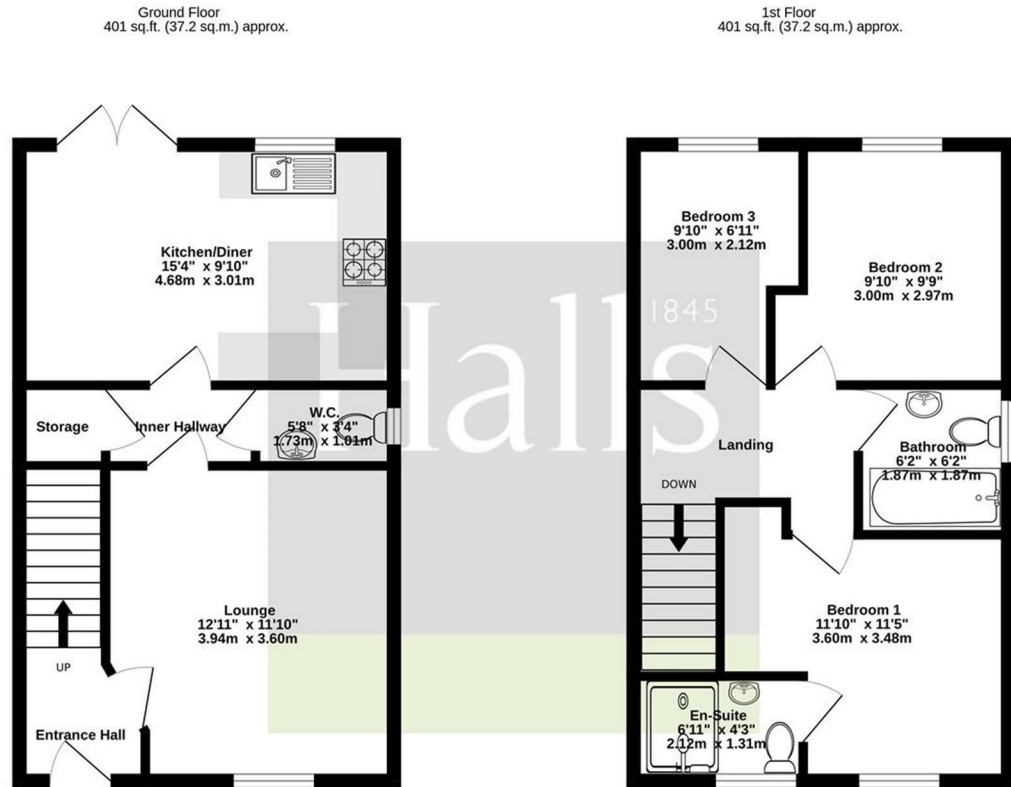 Ground Floor
401 sq.ft. (37.2 sq.m.) approx.
1st Floor
401 sq.ft. (37.2 sq.m.) approx.
Kitchen/Diner
15'4" x 9'10"
4.68m x 3.01m
Storage
Inner Hallway
W.C.
5'8" x 3'4"
1.73m x 1.01m
Lounge
12'11" x 11'10"
3.94m x 3.60m
UP
Entrance Hall
Bedroom 3
9'10" x 6'11"
3.00m x 2.12m
Bedroom 2
9'10" x 9'9"
3.00m x 2.97m
Landing
Bathroom
6'2" x 6'2"
1.87m x 1.87m
DOWN
Bedroom 1
11'10" x 11'5"
3.60m x 3.48m
En-Suite
6'11" x 4'3"
2.12m x 1.31m
1845
Halls